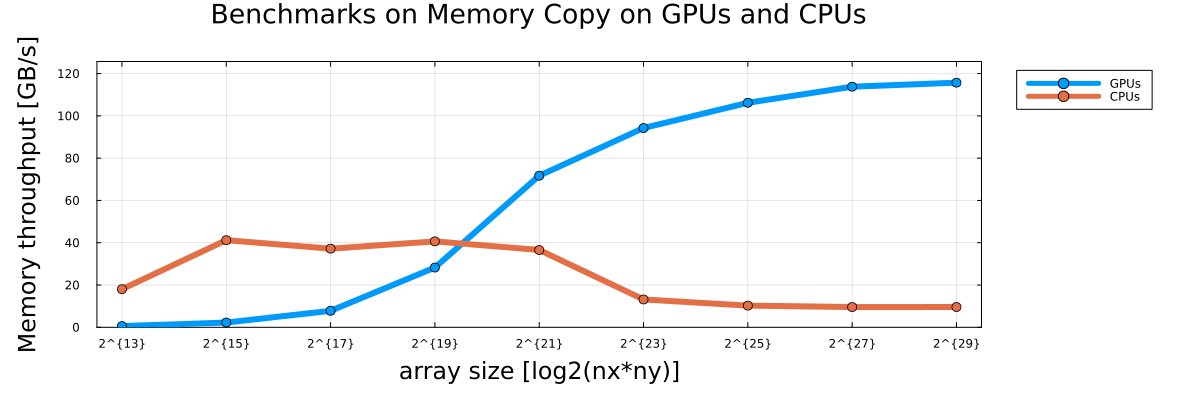 Benchmarks on Memory Copy on GPUs and CPUs
Memory throughput [GB/s]
120
100
80
60
40
20
0
2^{13} 2^{15} 2^{17} 2^{19} 2^{21} 2^{23} 2^{25} 2^{27} 2^{29}
array size [log2(nx*ny)]
GPUs
CPUs